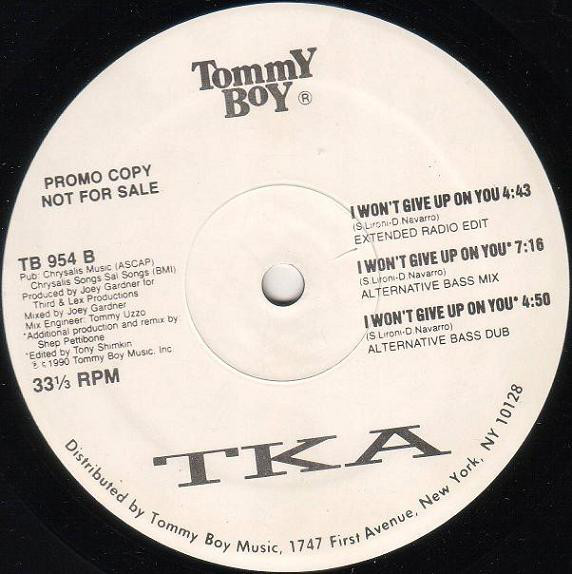 Tommy
Boy ®
PROMO COPY
NOT FOR SALE
TB 954 B
Pub: Chrysalis Music (ASCAP)
Chrysalis Songs Sal Songs (BMI)
Produced by Joey Gardner for
Third & Lex Productions
Mixed by Joey Gardner
Mix Engineer: Tommy Uzzo
*Additional production and remix by
Shep Pettibone
*Edited by Tony Shimkin
℗ © 1990 Tommy Boy Music, Inc.
33⅓ RPM
I WON'T GIVE UP ON YOU 4:43
(S.Lironi-D.Navarro)
EXTENDED RADIO EDIT
I WON'T GIVE UP ON YOU* 7:16
(S.Lironi-D.Navarro)
ALTERNATIVE BASS MIX
I WON'T GIVE UP ON YOU* 4:50
(S.Lironi-D.Navarro)
ALTERNATIVE BASS DUB
TKA
Distributed by Tommy Boy Music, 1747 First Avenue, New York, NY 10128